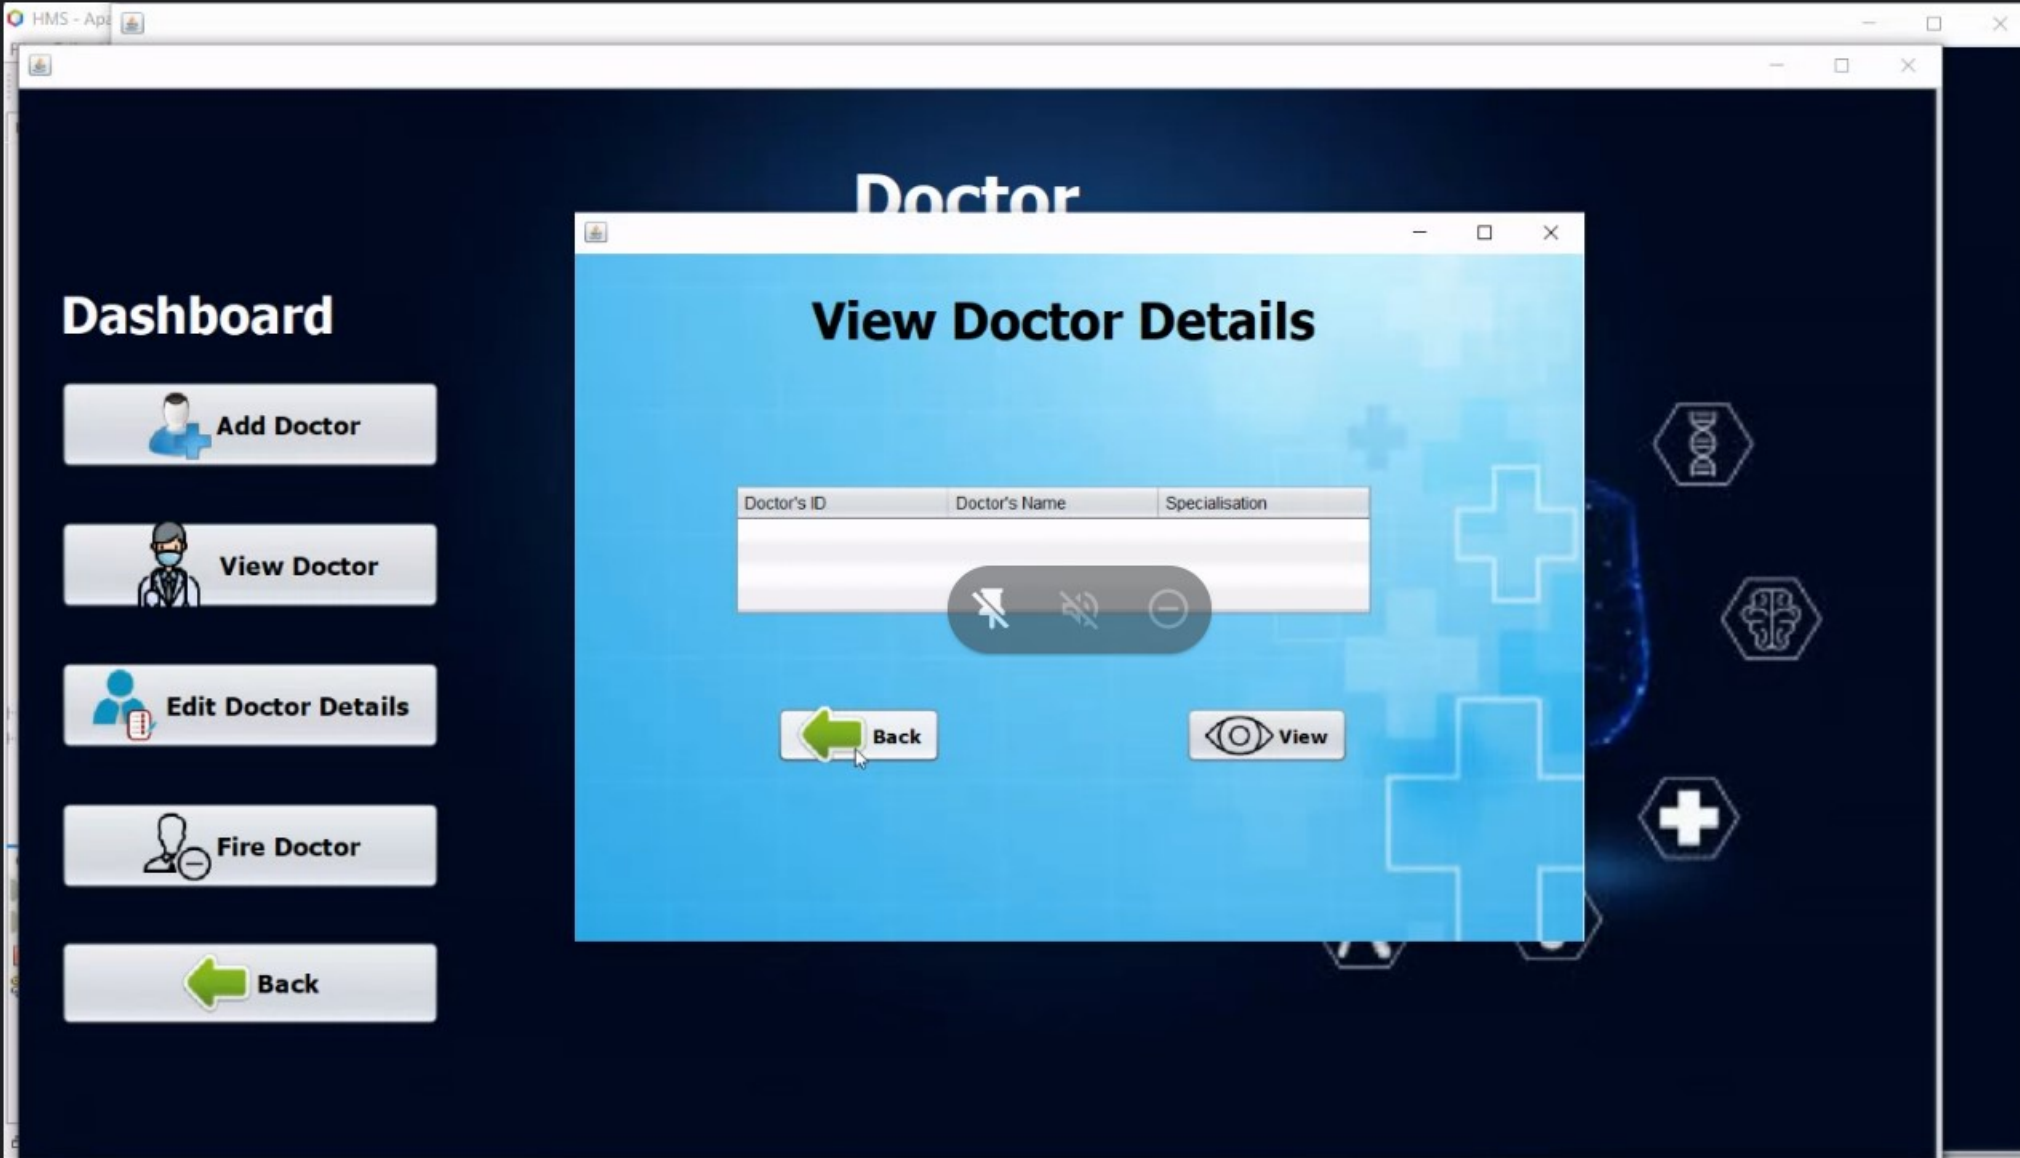 HMS - Apa
Doctor
Dashboard
View Doctor Details
Add Doctor
Doctor's ID Doctor's Name Specialisation
View Doctor
Edit Doctor Details
Back View
Fire Doctor
Back